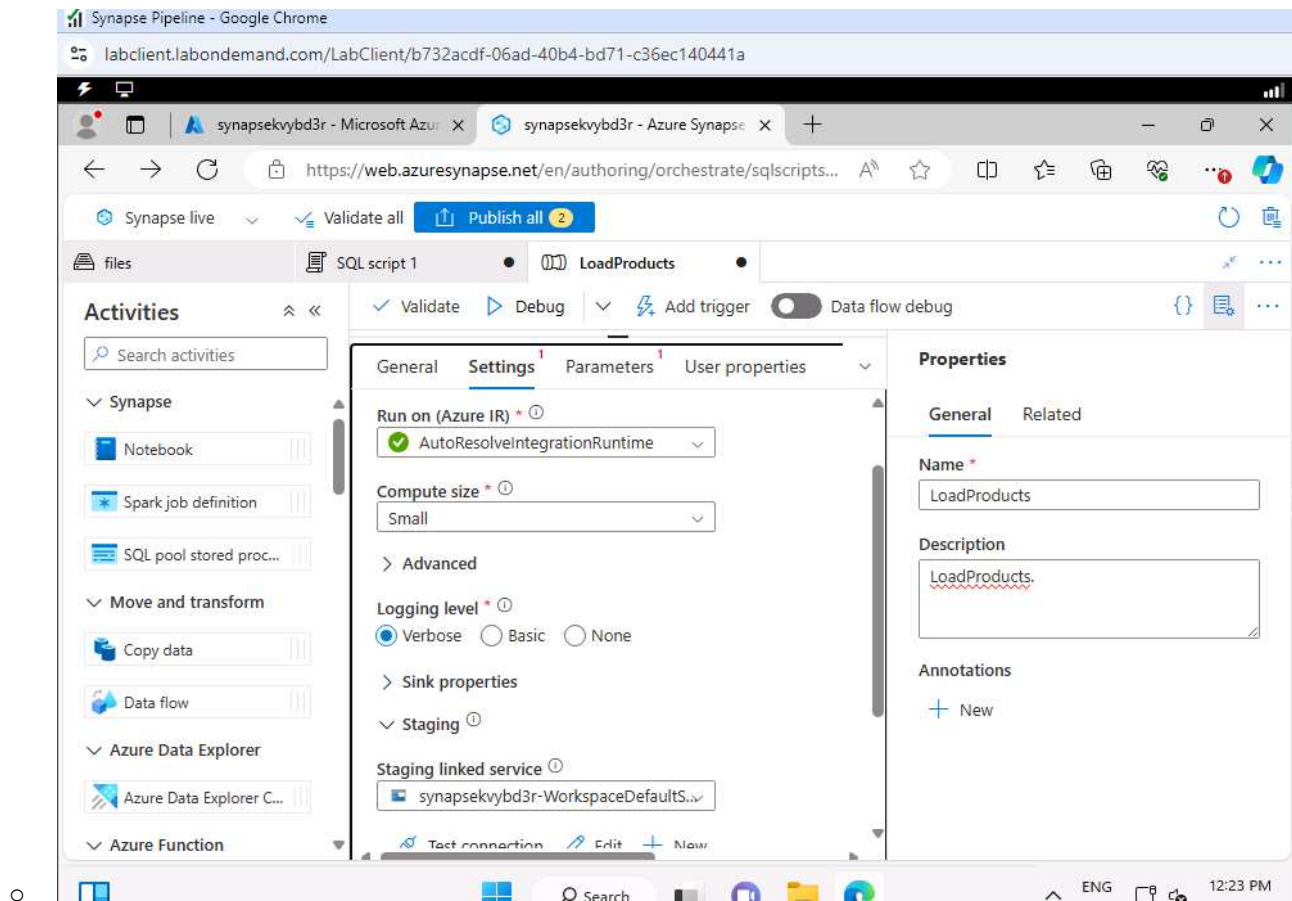 Synapse Pipeline - Google Chrome
labclient.labondemand.com/LabClient/b732acdf-06ad-40b4-bd71-c36ec140441a
synapsekvybd3r - Microsoft Azur
synapsekvybd3r - Azure Synapse
https://web.azuresynapse.net/en/authoring/orchestrate/sqlscripts...
Synapse live
Validate all
Publish all 2
files
SQL script 1
LoadProducts
Activities
Validate
Debug
Add trigger
Data flow debug
Search activities
Synapse
Notebook
Spark job definition
SQL pool stored proc...
Move and transform
Copy data
Data flow
Azure Data Explorer
Azure Data Explorer C...
Azure Function
General
Settings 1
Parameters 1
User properties
Run on (Azure IR) *
AutoResolveIntegrationRuntime
Compute size *
Small
Advanced
Logging level *
Verbose
Basic
None
Sink properties
Staging
Staging linked service
synapsekvybd3r-WorkspaceDefaultS...
Test connection
Edit
New
Properties
General
Related
Name *
LoadProducts
Description
LoadProducts.
Annotations
New
Search
ENG
12:23 PM